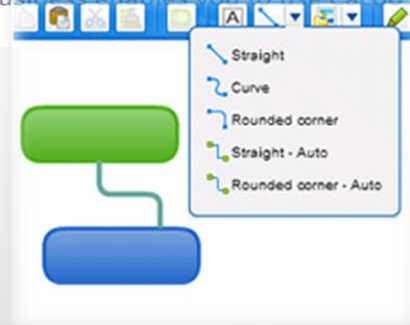 A
Straight
Curve
Rounded corner
Straight - Auto
Rounded corner - Auto